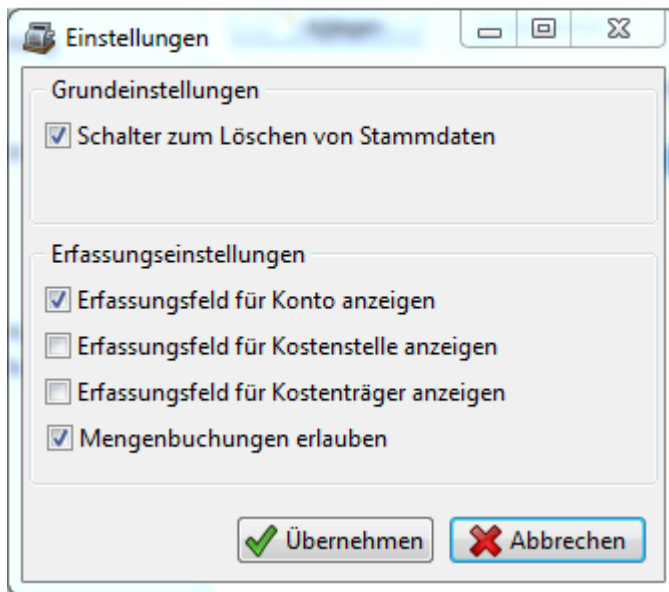 Einstellungen
Grundeinstellungen
Schalter zum Löschen von Stammdaten
Erfassungseinstellungen
Erfassungsfeld für Konto anzeigen
Erfassungsfeld für Kostenstelle anzeigen
Erfassungsfeld für Kostenträger anzeigen
Mengenbuchungen erlauben
Übernehmen Abbrechen